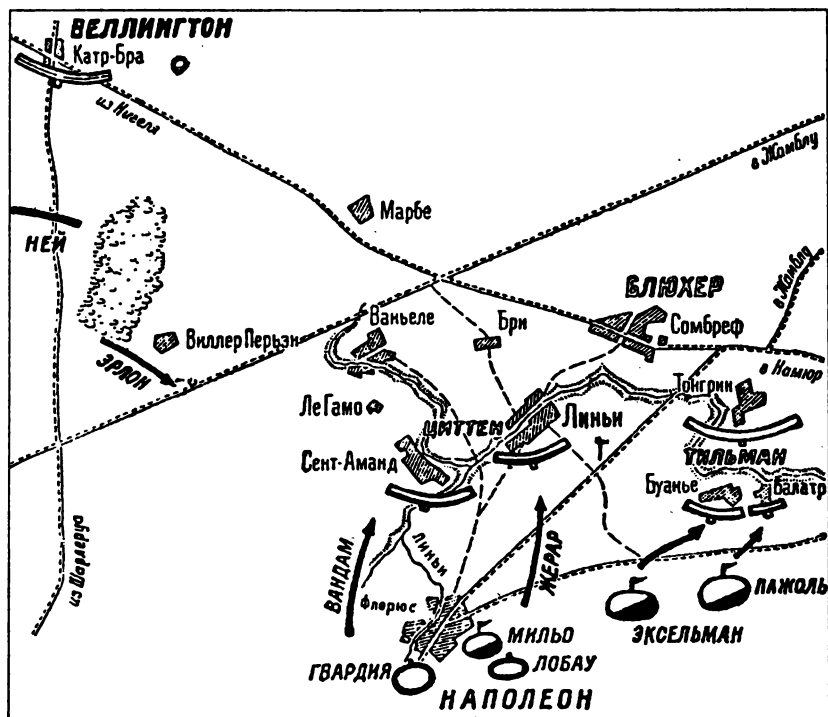 ВЕЛЛИНГТОН
Катр-Бра
из Нивеля
в Жамблу
Марбе
НЕЙ
в Жамблу
БЛЮХЕР
Ваньеле
Бри
Сомбреф
Виллер Перьэн
ЭРЛОН
в Намюр
Тонгрин
Ле Гамо
ЦИТТЕН
Линьи
Сент-Аманд
ТИЛЬМАН
Буанье
Балатр
из Шарлеруа
ВАНДАМ
Линьи
ЖЕРАР
Флерюс
ПАЖОЛЬ
МИЛЬО
ЭКСЕЛЬМАН
ГВАРДИЯ
ЛОБАУ
НАПОЛЕОН